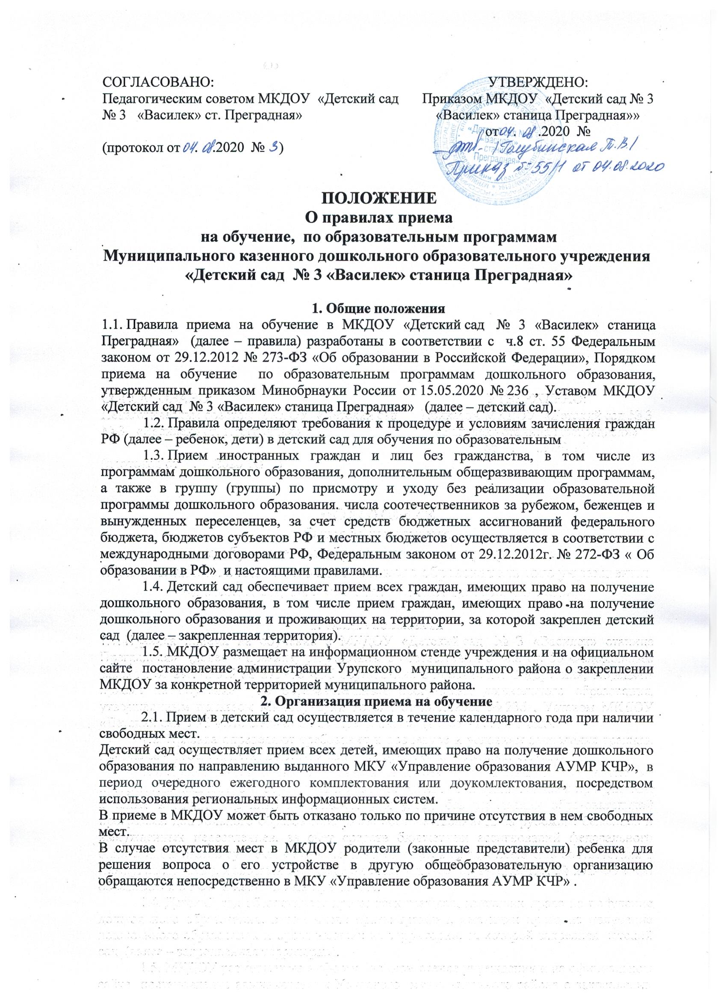 СОГЛАСОВАНО:
Педагогическим советом МКДОУ «Детский сад
№ 3 «Василек» ст. Преградная»
(протокол от 04. 08.2020 № 3)
УТВЕРЖДЕНО:
Приказом МКДОУ «Детский сад № 3
«Василек» станица Преградная»»
от 04. 08 .2020 №
/Голубинская Т.В./
Приказ № 55/1 от 04.08.2020
ПОЛОЖЕНИЕ
О правилах приема
на обучение, по образовательным программам
Муниципального казенного дошкольного образовательного учреждения
«Детский сад № 3 «Василек» станица Преградная»
1. Общие положения
1.1. Правила приема на обучение в МКДОУ «Детский сад № 3 «Василек» станица
Преградная» (далее – правила) разработаны в соответствии с ч.8 ст. 55 Федеральным
законом от 29.12.2012 № 273-ФЗ «Об образовании в Российской Федерации», Порядком
приема на обучение по образовательным программам дошкольного образования,
утвержденным приказом Минобрнауки России от 15.05.2020 № 236 , Уставом МКДОУ
«Детский сад № 3 «Василек» станица Преградная» (далее – детский сад).
1.2. Правила определяют требования к процедуре и условиям зачисления граждан
РФ (далее – ребенок, дети) в детский сад для обучения по образовательным
1.3. Прием иностранных граждан и лиц без гражданства, в том числе из
программам дошкольного образования, дополнительным общеразвивающим программам,
а также в группу (группы) по присмотру и уходу без реализации образовательной
программы дошкольного образования. числа соотечественников за рубежом, беженцев и
вынужденных переселенцев, за счет средств бюджетных ассигнований федерального
бюджета, бюджетов субъектов РФ и местных бюджетов осуществляется в соответствии с
международными договорами РФ, Федеральным законом от 29.12.2012г. № 272-ФЗ « Об
образовании в РФ» и настоящими правилами.
1.4. Детский сад обеспечивает прием всех граждан, имеющих право на получение
дошкольного образования, в том числе прием граждан, имеющих право на получение
дошкольного образования и проживающих на территории, за которой закреплен детский
сад (далее – закрепленная территория).
1.5. МКДОУ размещает на информационном стенде учреждения и на официальном
сайте постановление администрации Урупского муниципального района о закреплении
МКДОУ за конкретной территорией муниципального района.
2. Организация приема на обучение
2.1. Прием в детский сад осуществляется в течение календарного года при наличии
свободных мест.
Детский сад осуществляет прием всех детей, имеющих право на получение дошкольного
образования по направлению выданного МКУ «Управление образования АУМР КЧР», в
период очередного ежегодного комплектования или доукомлектования, посредством
использования региональных информационных систем.
В приеме в МКДОУ может быть отказано только по причине отсутствия в нем свободных
мест.
В случае отсутствия мест в МКДОУ родители (законные представители) ребенка для
решения вопроса о его устройстве в другую общеобразовательную организацию
обращаются непосредственно в МКУ «Управление образования АУМР КЧР» .